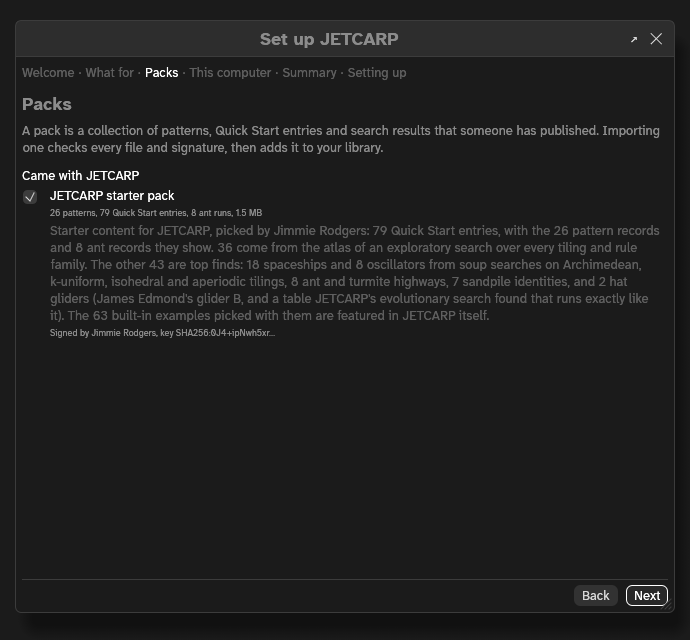 Set up JETCARP
Welcome · What for · Packs · This computer · Summary · Setting up
Packs
A pack is a collection of patterns, Quick Start entries and search results that someone has published. Importing
one checks every file and signature, then adds it to your library.
Came with JETCARP
JETCARP starter pack
26 patterns, 79 Quick Start entries, 8 ant runs, 1.5 MB
Starter content for JETCARP, picked by Jimmie Rodgers: 79 Quick Start entries, with the 26 pattern records
and 8 ant records they show. 36 come from the atlas of an exploratory search over every tiling and rule
family. The other 43 are top finds: 18 spaceships and 8 oscillators from soup searches on Archimedean,
k-uniform, isohedral and aperiodic tilings, 8 ant and turmite highways, 7 sandpile identities, and 2 hat
gliders (James Edmond's glider B, and a table JETCARP's evolutionary search found that runs exactly like
it). The 63 built-in examples picked with them are featured in JETCARP itself.
Signed by Jimmie Rodgers, key SHA256:0J4+ipNwh5xr...
Back Next